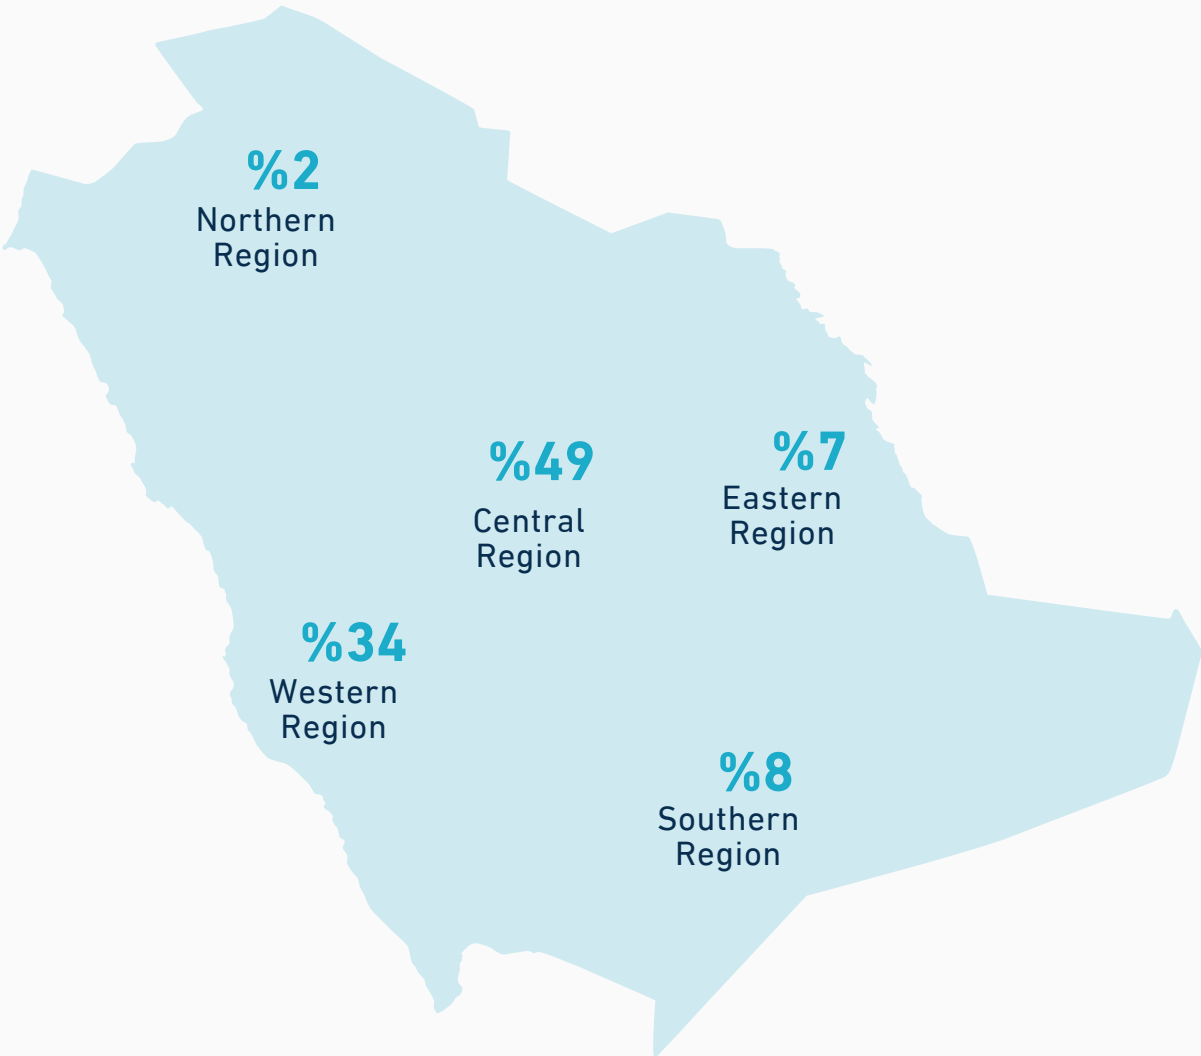 %2
Northern
Region
%49
Central
Region
%7
Eastern
Region
%34
Western
Region
%8
Southern
Region